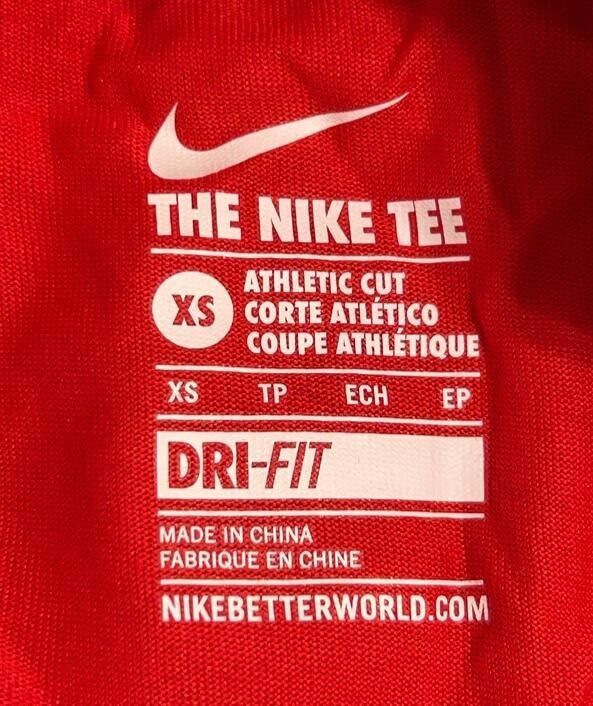 THE NIKE TEE
XS
ATHLETIC CUT
CORTE ATLÉTICO
COUPE ATHLÉTIQUE
XS TP ECH EP
DRI-FIT
MADE IN CHINA
FABRIQUE EN CHINE
NIKEBETTERWORLD.COM